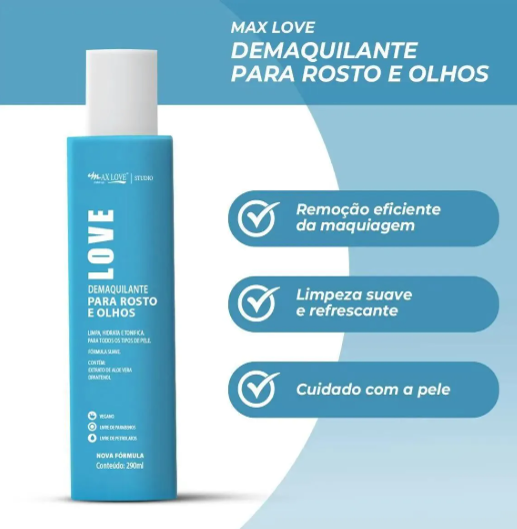 MAX LOVE
DEMAQUILANTE
PARA ROSTO E OLHOS
MAX LOVE | STUDIO
LOVE
DEMAQUILANTE
PARA ROSTO
E OLHOS
LIMPA, HIDRATA E TONIFICA.
PARA TODOS OS TIPOS DE PELE.
FÓRMULA SUAVE.
CONTÉM:
EXTRATO DE ALOE VERA
D-PANTENOL
VEGANO
LIVRE DE PARABENOS
LIVRE DE PETROLATOS
NOVA FÓRMULA
Conteúdo: 290ml
Remoção eficiente
da maquiagem
Limpeza suave
e refrescante
Cuidado com a pele